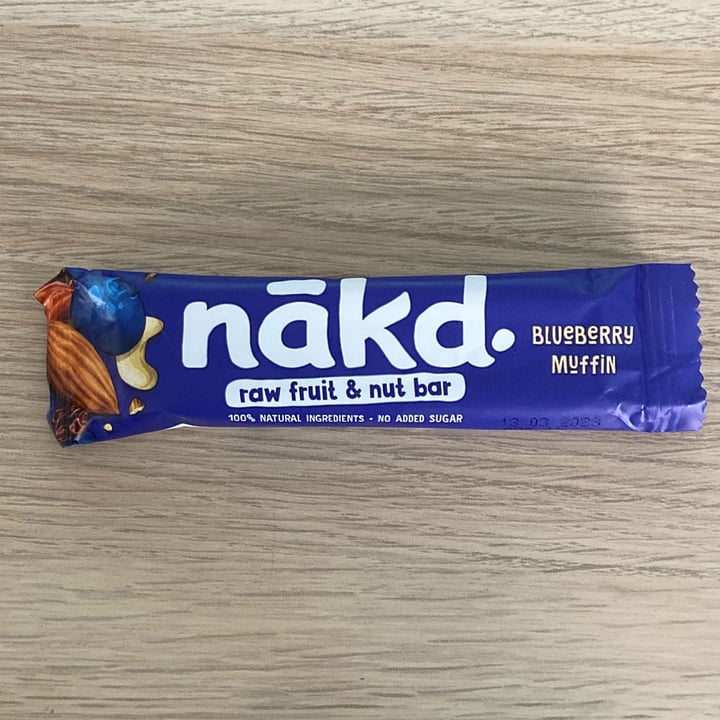 nākd.
raw fruit & nut bar
100% NATURAL INGREDIENTS • NO ADDED SUGAR
BLUEBERRY
MUFFIN